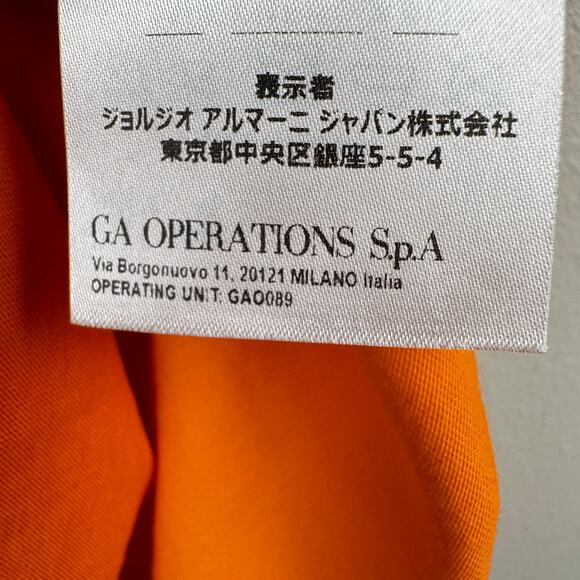 表示者
ジョルジオ アルマーニ ジャパン株式会社
東京都中央区銀座5-5-4
GA OPERATIONS S.p.A
Via Borgonuovo 11, 20121 MILANO Italia
OPERATING UNIT: GAO089